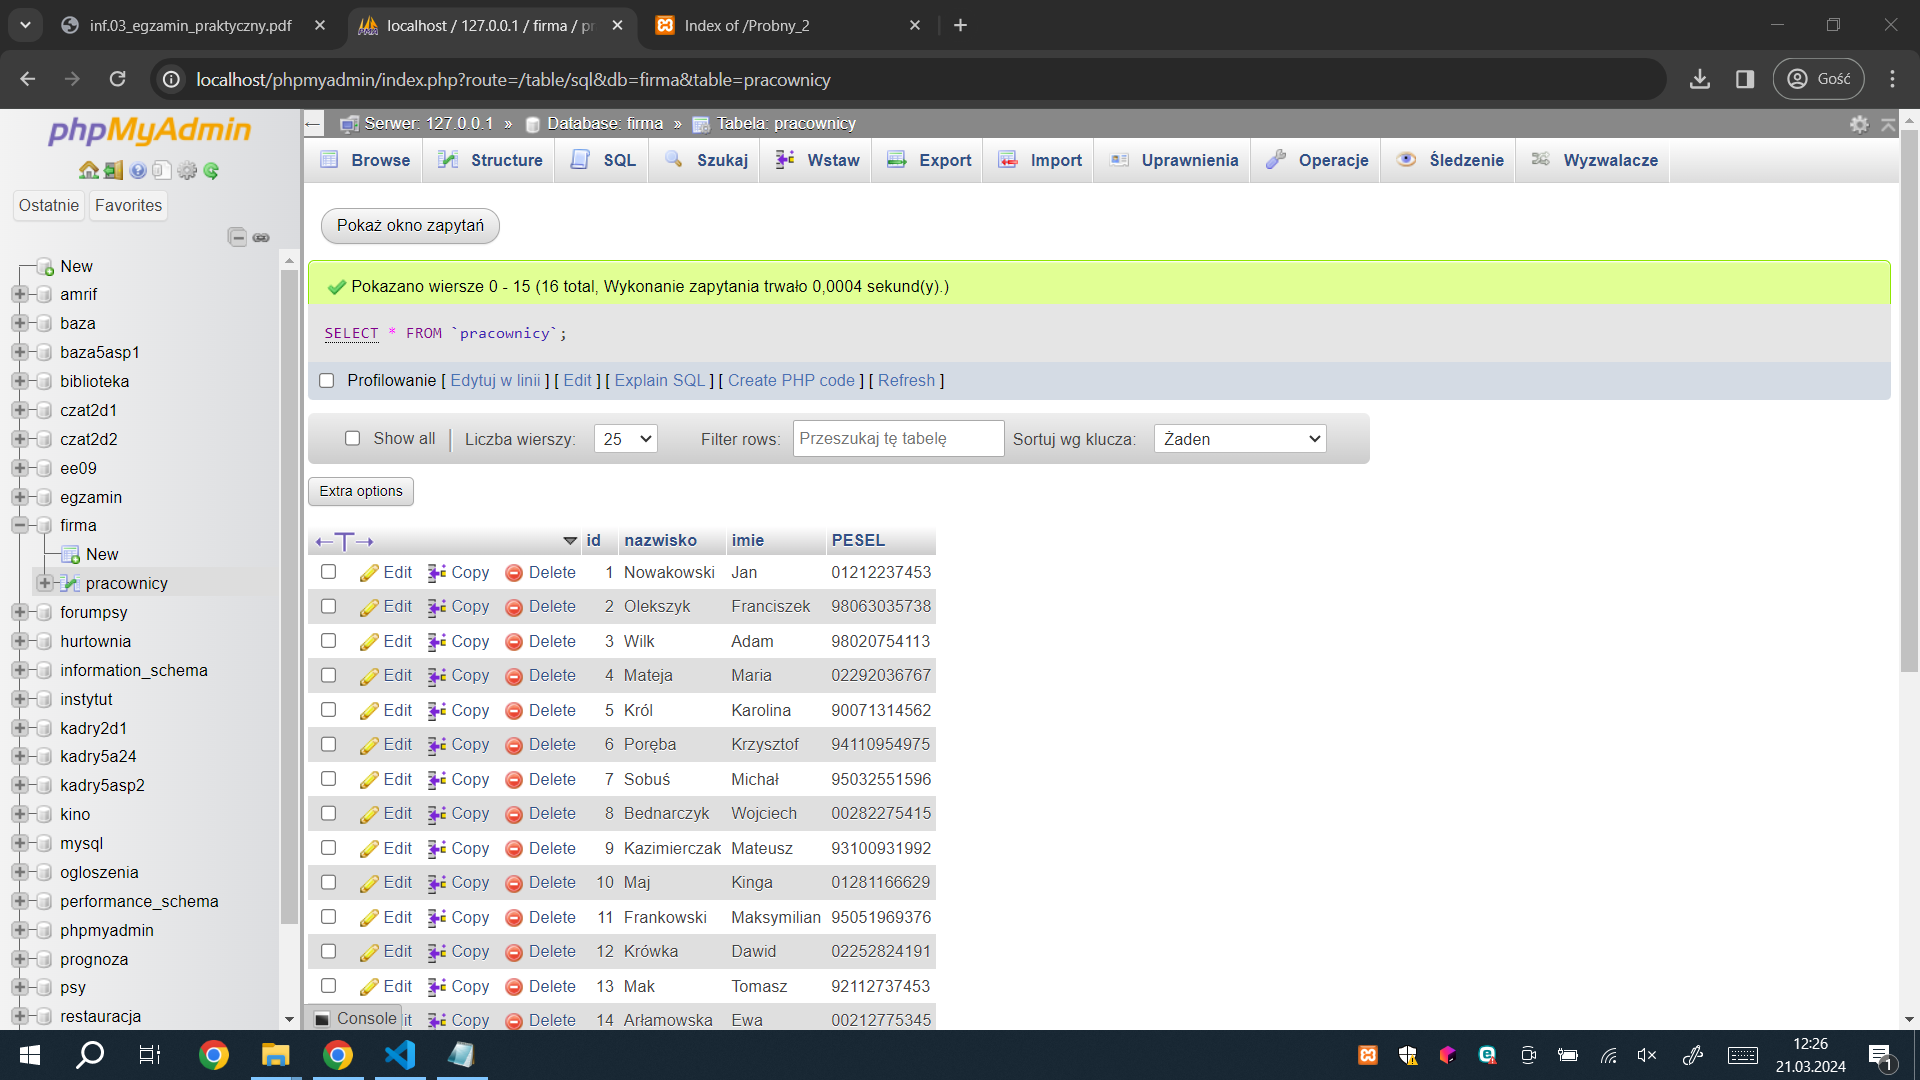 inf.03_egzamin_praktyczny.pdf
localhost / 127.0.0.1 / firma / pr
Index of /Probny_2
localhost/phpmyadmin/index.php?route=/table/sql&db=firma&table=pracownicy
Gość
phpMyAdmin
Ostatnie Favorites
New
amrif
baza
baza5asp1
biblioteka
czat2d1
czat2d2
ee09
egzamin
firma
New
pracownicy
forumpsy
hurtownia
information_schema
instytut
kadry2d1
kadry5a24
kadry5asp2
kino
mysql
ogloszenia
performance_schema
phpmyadmin
prognoza
psy
restauracja
Serwer: 127.0.0.1 » Database: firma » Tabela: pracownicy
Browse Structure SQL Szukaj Wstaw Export Import Uprawnienia Operacje Śledzenie Wyzwalacze
Pokaż okno zapytań
Pokazano wiersze 0 - 15 (16 total, Wykonanie zapytania trwało 0,0004 sekund(y).)
SELECT * FROM `pracownicy`;
Profilowanie [ Edytuj w linii ] [ Edit ] [ Explain SQL ] [ Create PHP code ] [ Refresh ]
Show all Liczba wierszy: 25 Filter rows: Przeszukaj tę tabelę Sortuj wg klucza: Żaden
Extra options
←T→ id nazwisko imie PESEL
Edit Copy Delete 1 Nowakowski Jan 01212237453
Edit Copy Delete 2 Olekszyk Franciszek 98063035738
Edit Copy Delete 3 Wilk Adam 98020754113
Edit Copy Delete 4 Mateja Maria 02292036767
Edit Copy Delete 5 Król Karolina 90071314562
Edit Copy Delete 6 Poręba Krzysztof 94110954975
Edit Copy Delete 7 Sobuś Michał 95032551596
Edit Copy Delete 8 Bednarczyk Wojciech 00282275415
Edit Copy Delete 9 Kazimierczak Mateusz 93100931992
Edit Copy Delete 10 Maj Kinga 01281166629
Edit Copy Delete 11 Frankowski Maksymilian 95051969376
Edit Copy Delete 12 Krówka Dawid 02252824191
Edit Copy Delete 13 Mak Tomasz 92112737453
Console it Copy Delete 14 Arłamowska Ewa 00212775345
12:26
21.03.2024
1